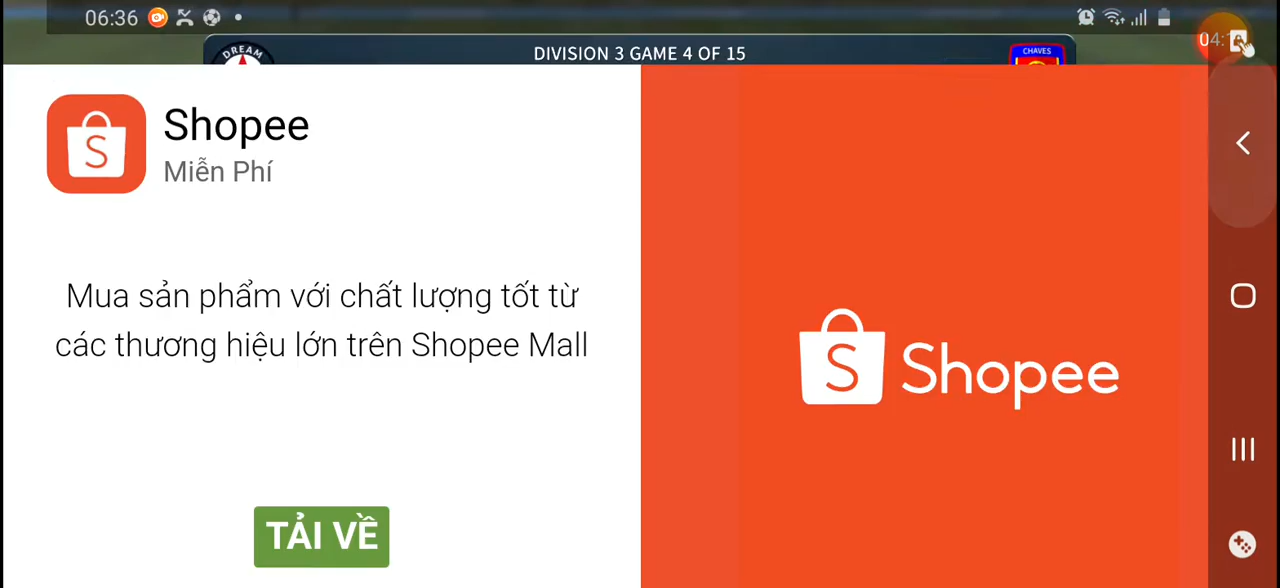 06:36
04:
DREAM
DIVISION 3 GAME 4 OF 15
CHAVES
Shopee
Miễn Phí
Mua sản phẩm với chất lượng tốt từ
các thương hiệu lớn trên Shopee Mall
TẢI VỀ
S Shopee